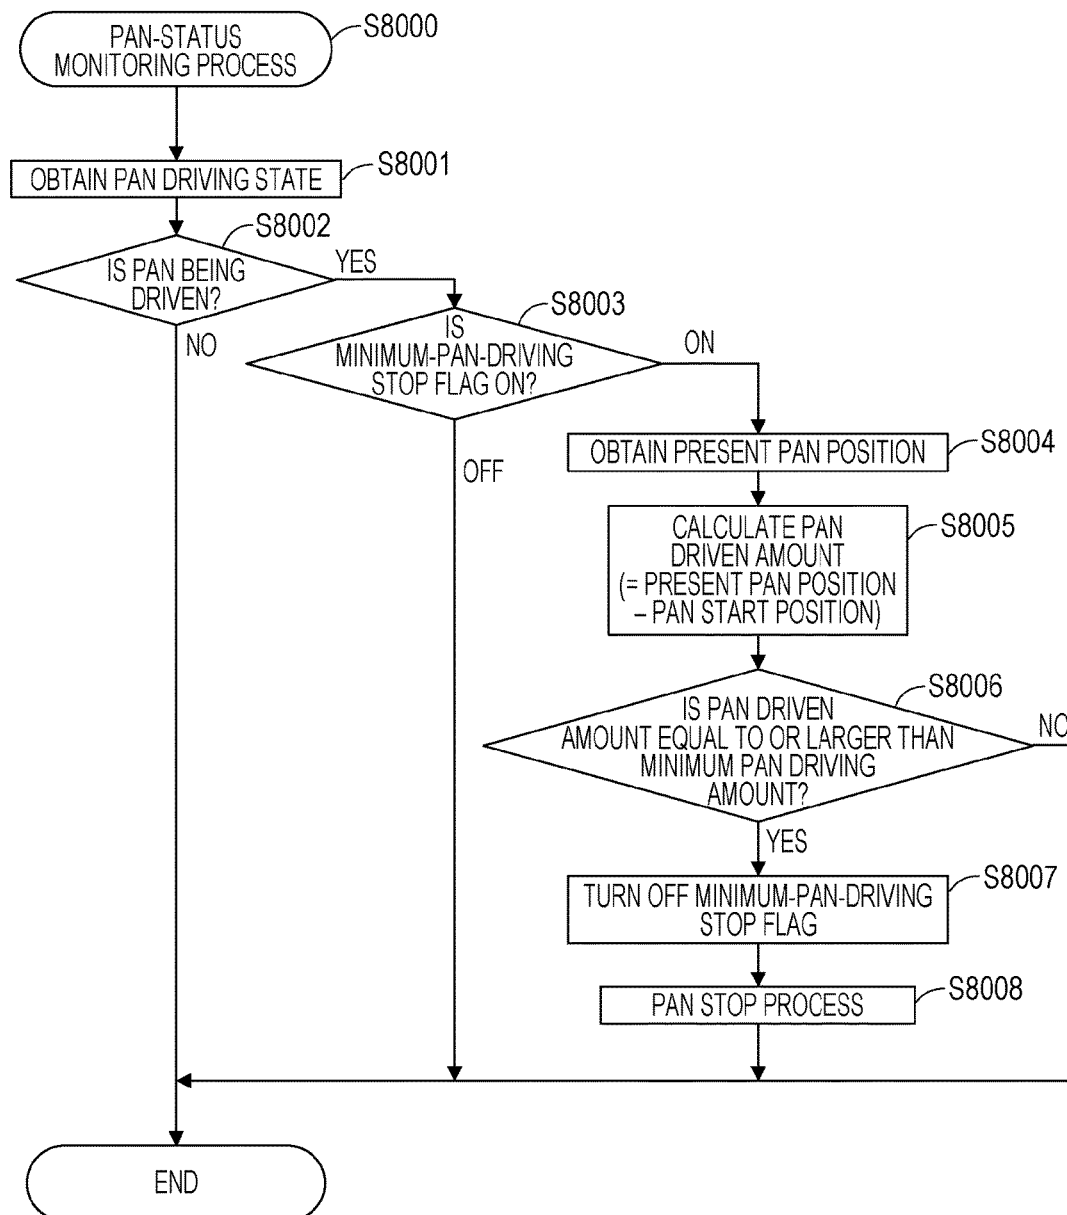 PAN-STATUS
MONITORING PROCESS
S8000
OBTAIN PAN DRIVING STATE
S8001
IS PAN BEING
DRIVEN?
S8002
YES
NO
IS
MINIMUM-PAN-DRIVING
STOP FLAG ON?
S8003
ON
OFF
OBTAIN PRESENT PAN POSITION
S8004
CALCULATE PAN
DRIVEN AMOUNT
(= PRESENT PAN POSITION
– PAN START POSITION)
S8005
IS PAN DRIVEN
AMOUNT EQUAL TO OR LARGER THAN
MINIMUM PAN DRIVING
AMOUNT?
S8006
NO
YES
TURN OFF MINIMUM-PAN-DRIVING
STOP FLAG
S8007
PAN STOP PROCESS
S8008
END